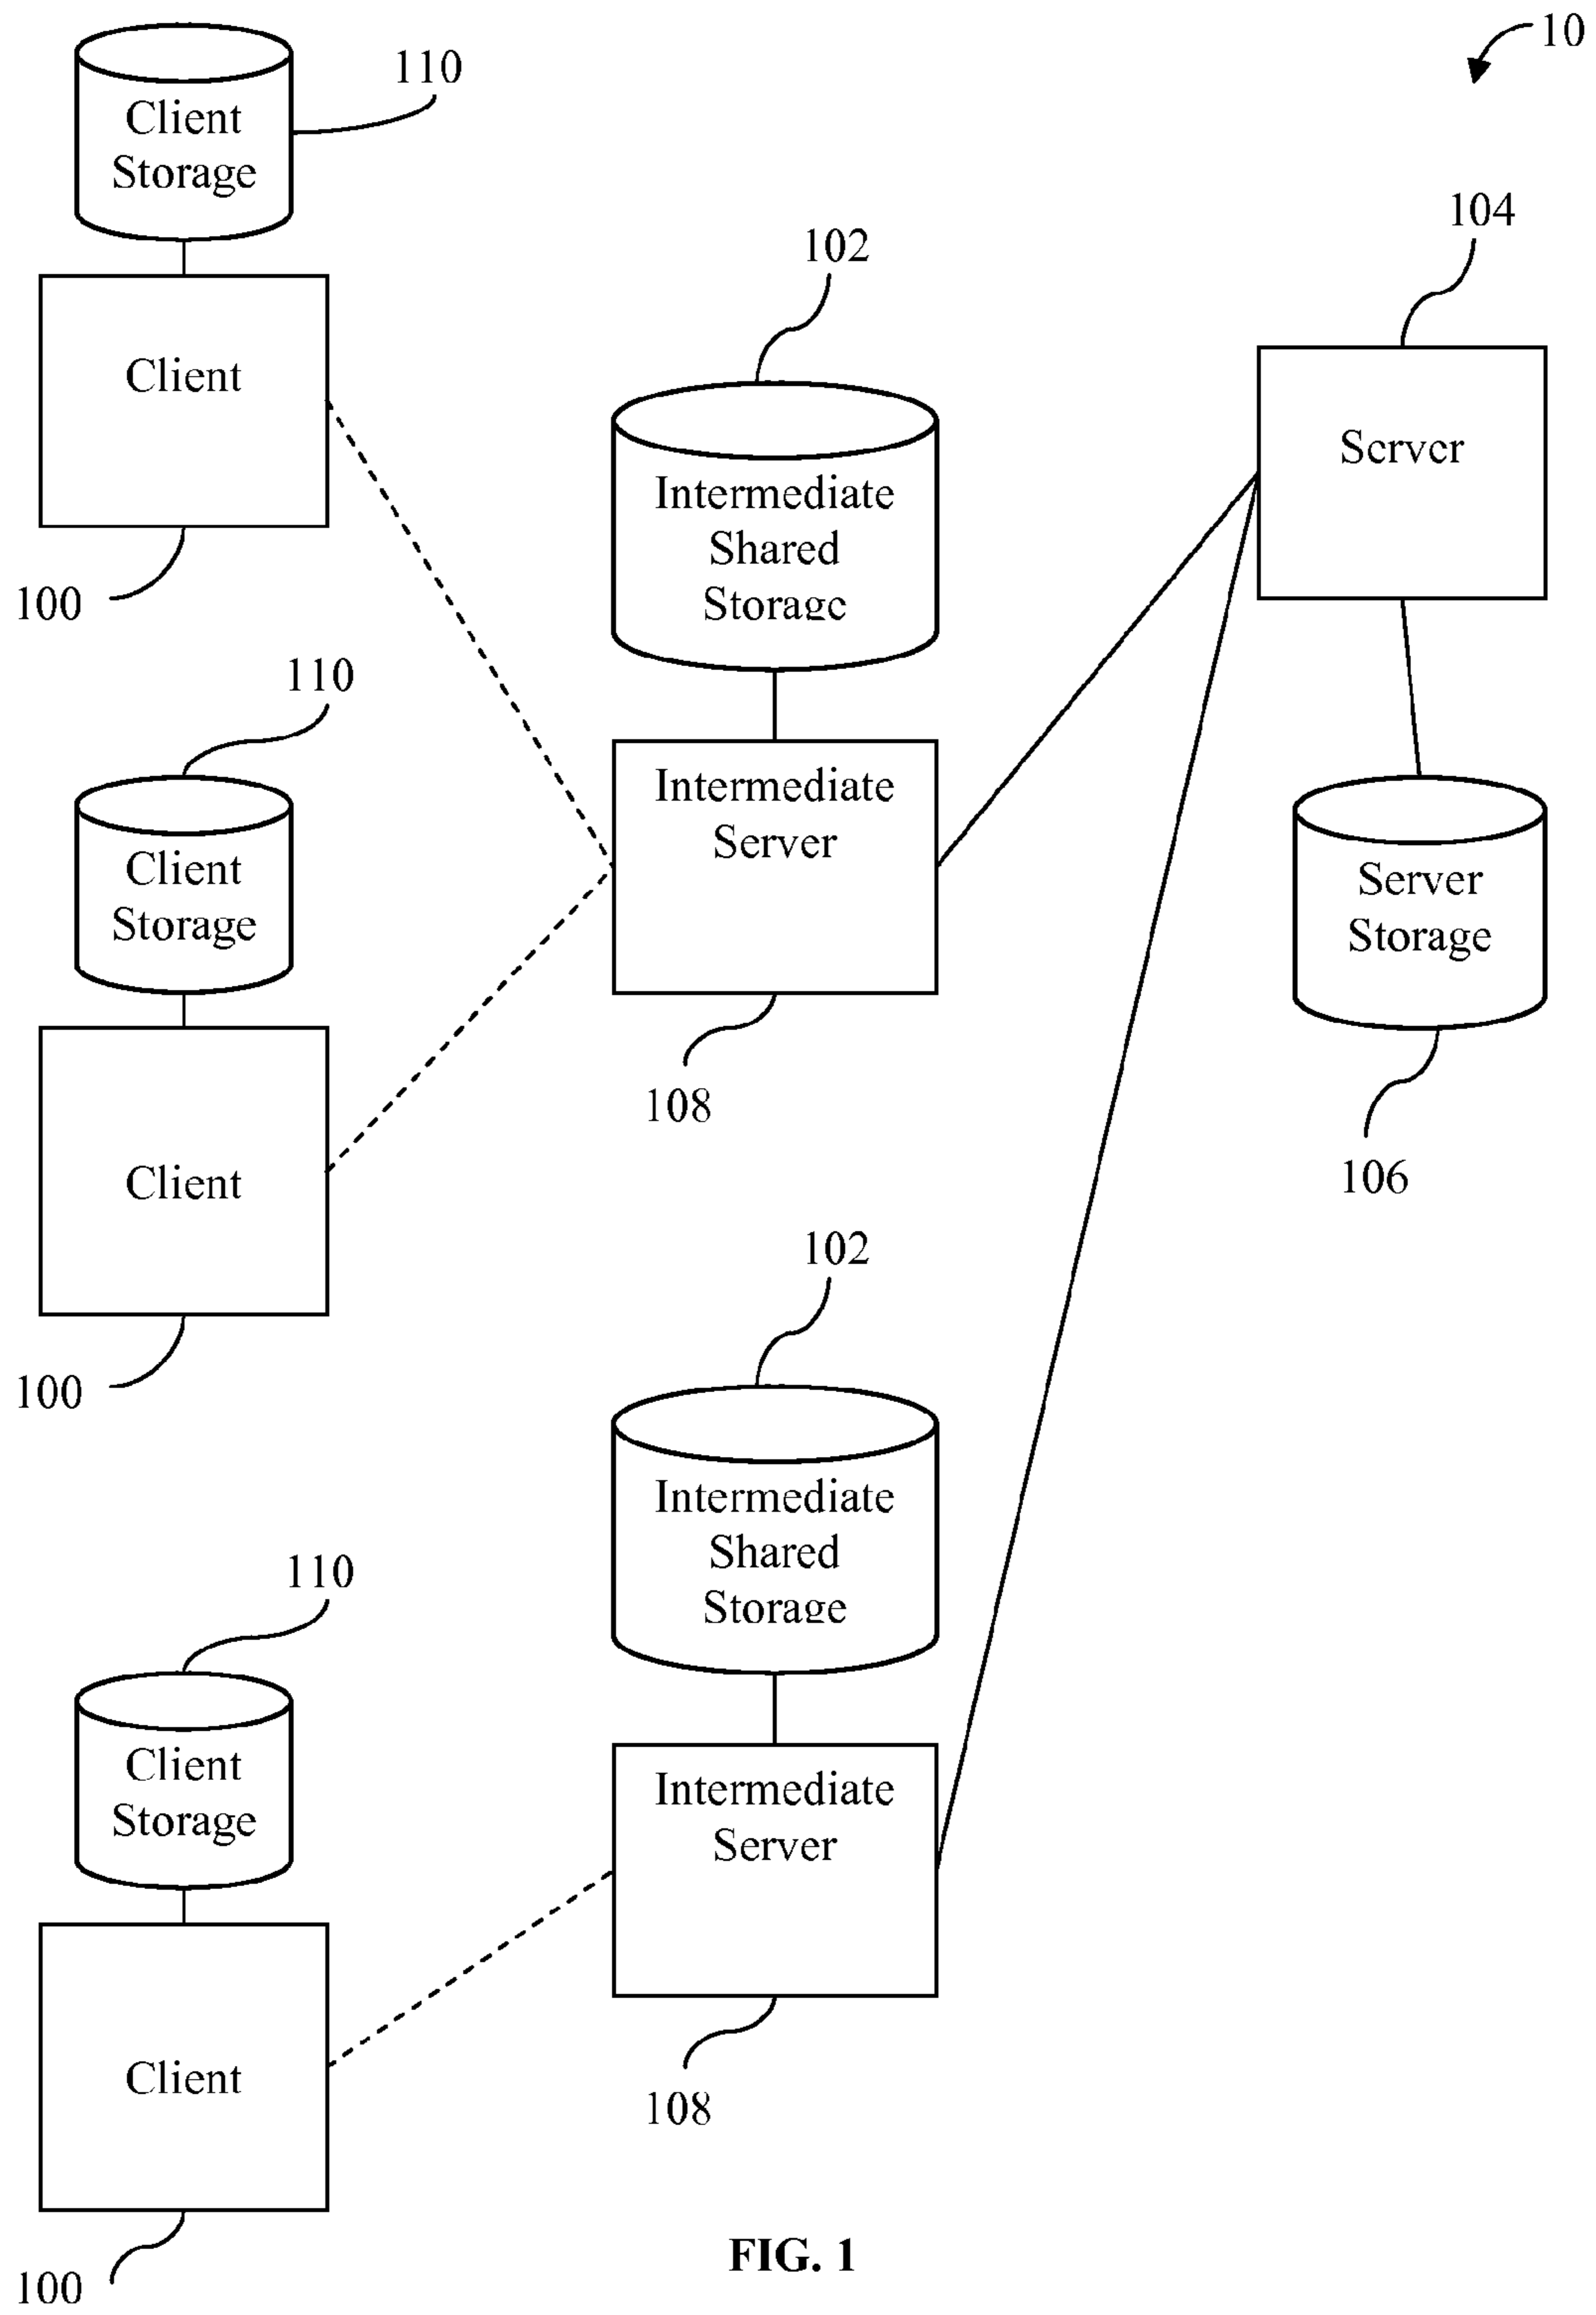 10
110
Client
Storage
Client
100
102
Intermediate
Shared
Storage
Intermediate
Server
108
104
Server
Server
Storage
106
110
Client
Storage
Client
100
102
Intermediate
Shared
Storage
Intermediate
Server
108
110
Client
Storage
Client
100
FIG. 1